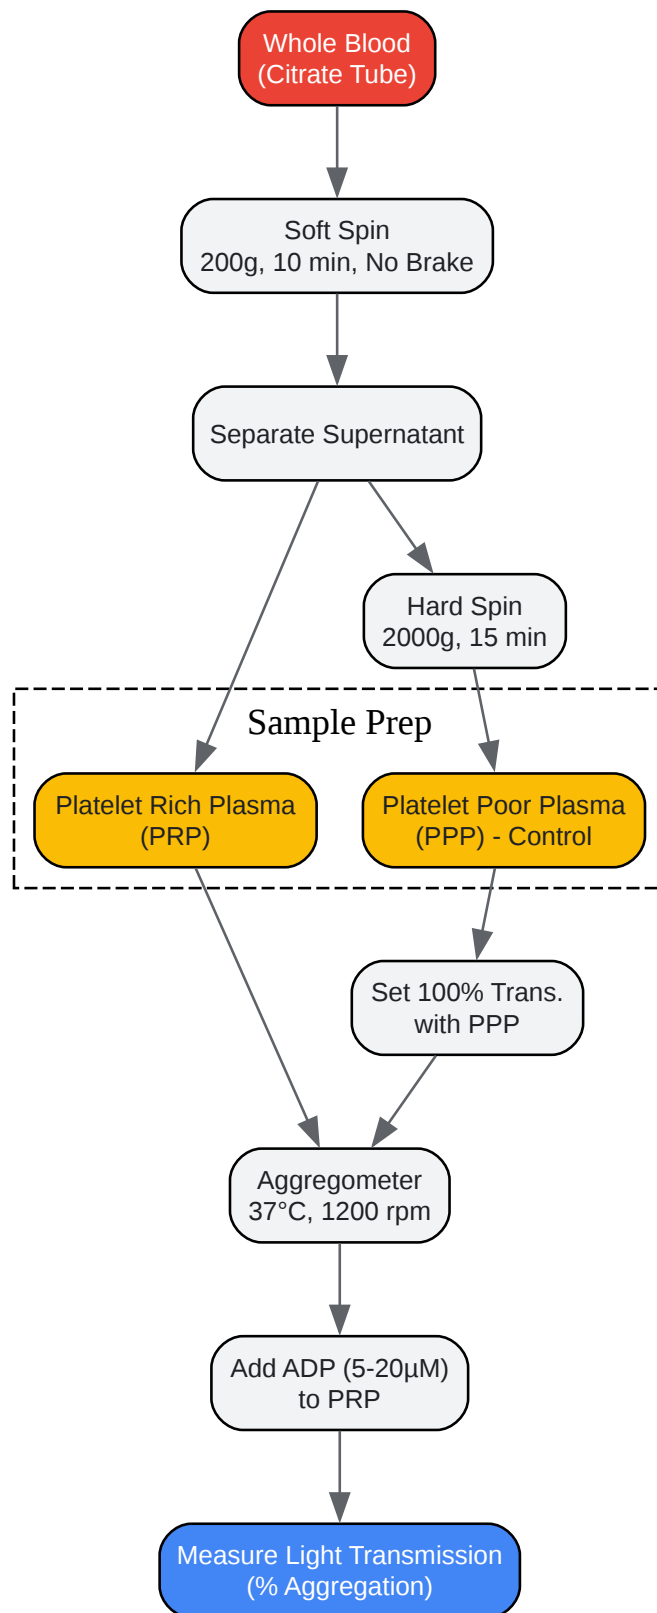 Whole Blood
(Citrate Tube)
Soft Spin
200g, 10 min, No Brake
Separate Supernatant
Hard Spin
2000g, 15 min
Sample Prep
Platelet Rich Plasma
(PRP)
Platelet Poor Plasma
(PPP) - Control
Set 100% Trans.
with PPP
Aggregometer
37°C, 1200 rpm
Add ADP (5-20µM)
to PRP
Measure Light Transmission
(% Aggregation)